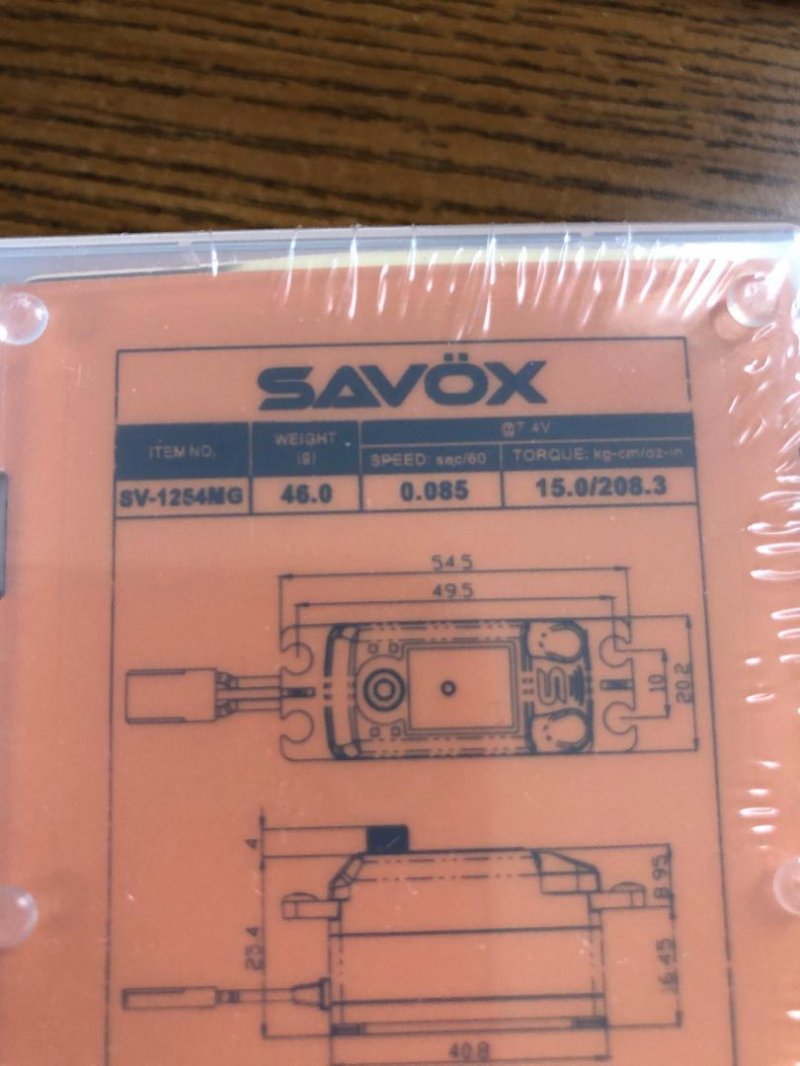 SAVÖX
ITEM NO.
WEIGHT
(g)
@7.4V
SPEED: sec/60°
TORQUE: kg-cm/oz-in
SV-1254MG
46.0
0.085
15.0/208.3
54.5
49.5
10
20.2
4
8.95
25.4
16.45
40.8